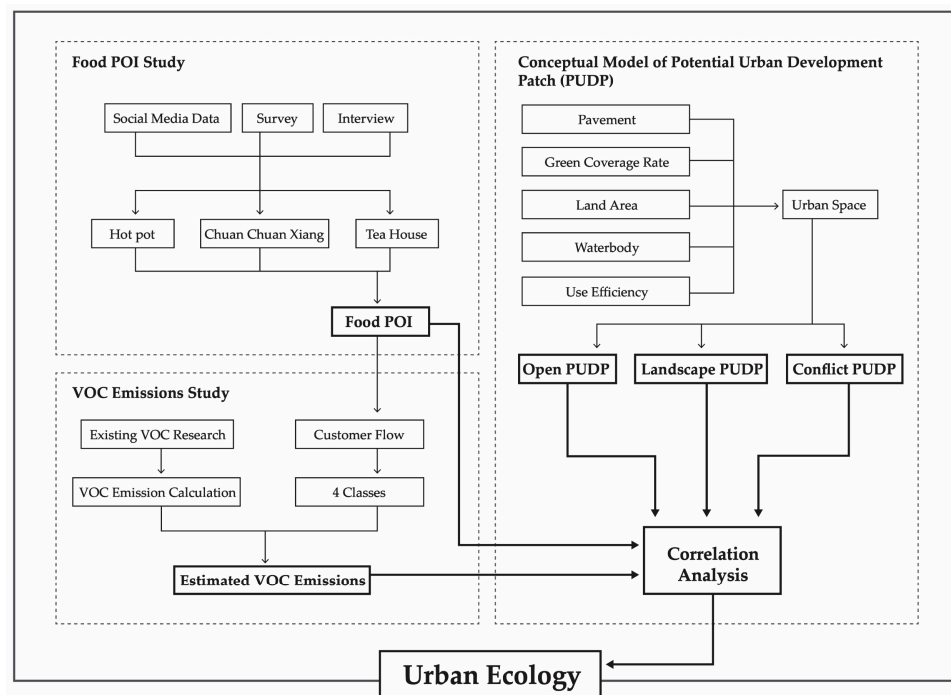 Food POI Study
Social Media Data
Survey
Interview
Hot pot
Chuan Chuan Xiang
Tea House
Food POI
VOC Emissions Study
Existing VOC Research
Customer Flow
VOC Emission Calculation
4 Classes
Estimated VOC Emissions
Conceptual Model of Potential Urban Development
Patch (PUDP)
Pavement
Green Coverage Rate
Land Area
Urban Space
Waterbody
Use Efficiency
Open PUDP
Landscape PUDP
Conflict PUDP
Correlation
Analysis
Urban Ecology